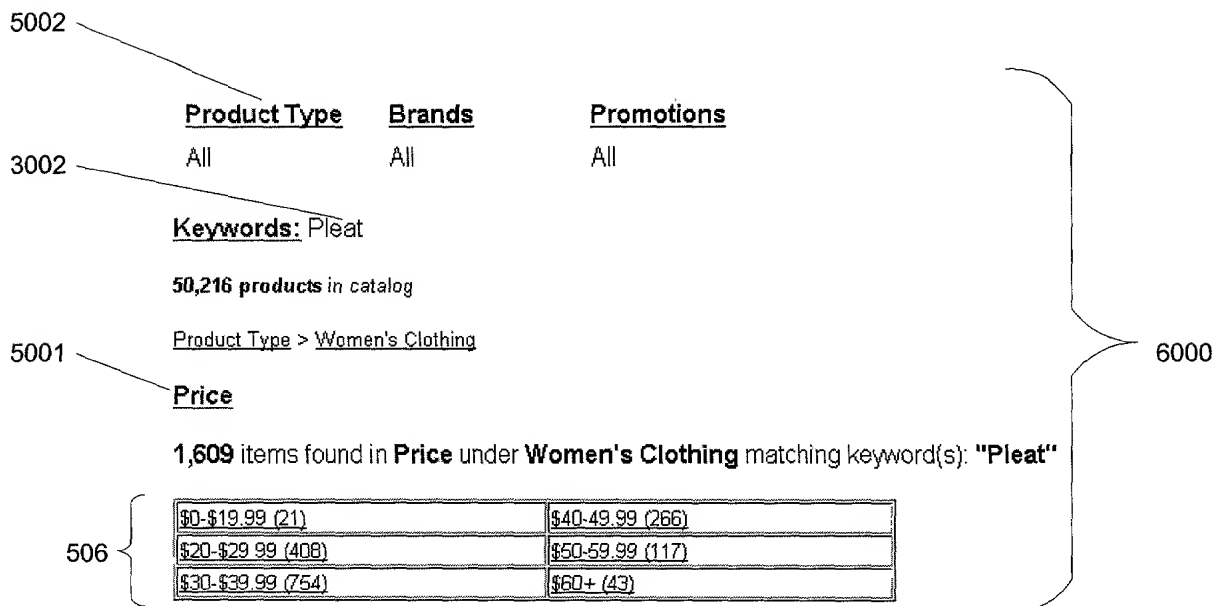 5002
Product Type Brands Promotions
All All All
3002
Keywords: Pleat
50,216 products in catalog
Product Type > Women's Clothing
5001
6000
Price
1,609 items found in Price under Women's Clothing matching keyword(s): "Pleat"
506
$0-$19.99 (21) $40-49.99 (266)
$20-$29.99 (408) $50-59.99 (117)
$30-$39.99 (754) $60+ (43)